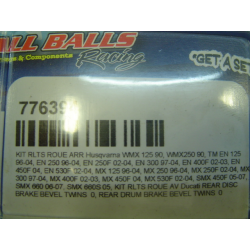 ALL BALLS
Racing
& Components
"GET A SE
77639
KIT RLTS ROUE ARR Husqvarna WMX 125 90, WMX250 90, TM EN 125
96-04, EN 250 96-04, EN 250F 02-04, EN 300 97-04, EN 400F 02-03, EN
450F 04, EN 530F 02-04, MX 125 96-04, MX 250 96-04, MX 250F 02-04, MX
300 97-04, MX 400F 02-03, MX 450F 04, MX 530F 02-04, SMX 450F 05-07,
SMX 660 06-07, SMX 660S 05, KIT RLTS ROUE AV Ducati REAR DISC
BRAKE BEVEL TWINS 0, REAR DRUM BRAKE BEVEL TWINS 0